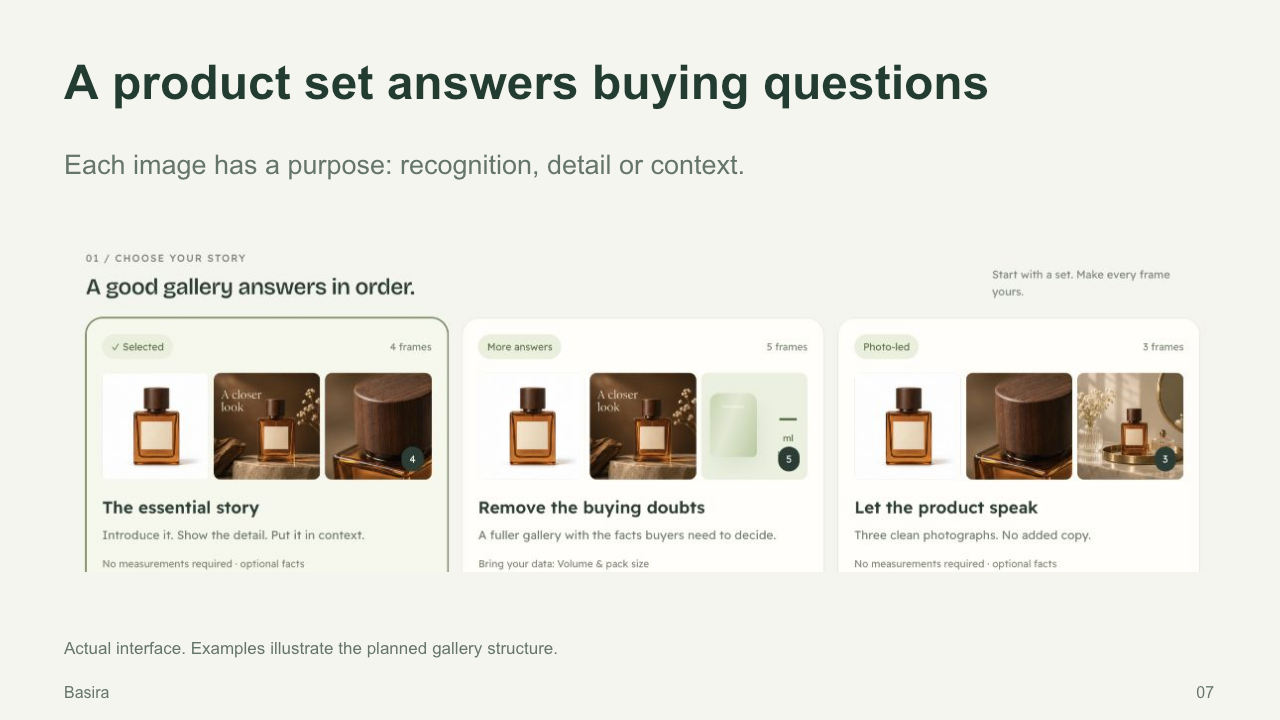 A product set answers buying questions
Each image has a purpose: recognition, detail or context.
01 / CHOOSE YOUR STORY
A good gallery answers in order.
Start with a set. Make every frame
yours.
✓ Selected
4 frames
A closer
look
4
The essential story
Introduce it. Show the detail. Put it in context.
No measurements required · optional facts
More answers
5 frames
A closer
look
ml
5
Remove the buying doubts
A fuller gallery with the facts buyers need to decide.
Bring your data: Volume & pack size
Photo-led
3 frames
3
Let the product speak
Three clean photographs. No added copy.
No measurements required · optional facts
Actual interface. Examples illustrate the planned gallery structure.
Basira
07